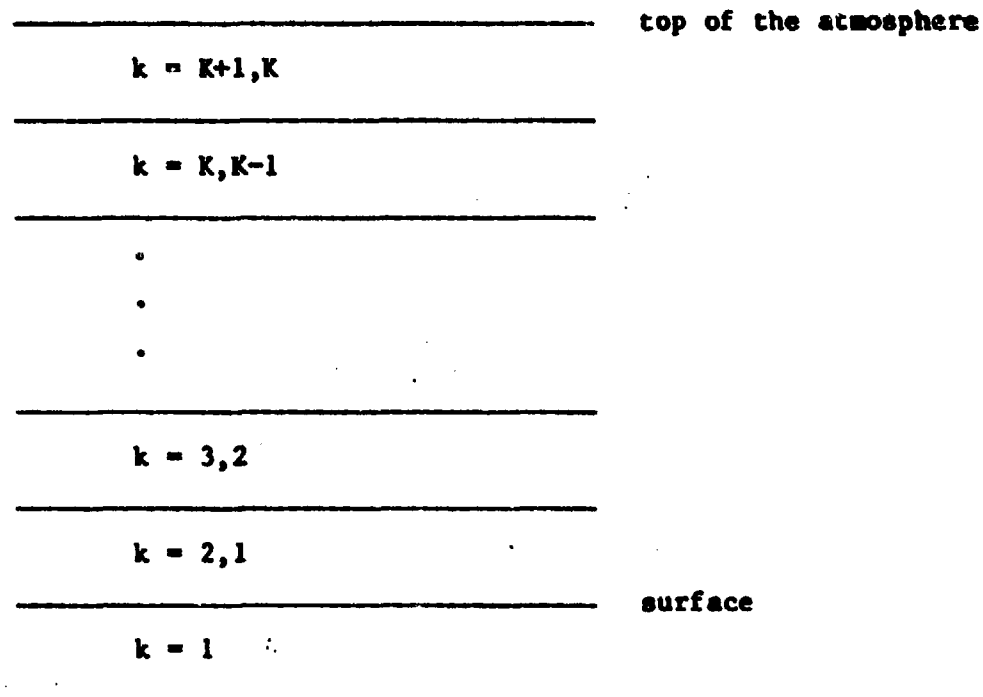 top of the atmosphere
k = K+1,K
k = K,K-1
k = 3,2
k = 2,1
surface
k = 1